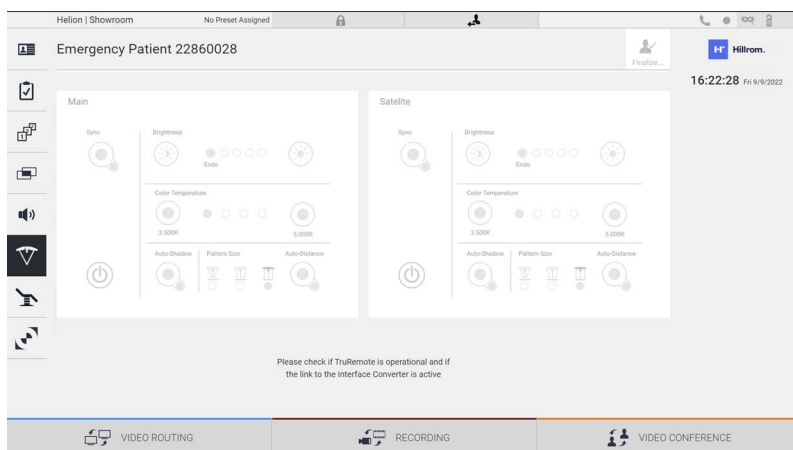 Helion | Showroom
No Preset Assigned
Emergency Patient 22860028
Finalize...
H Hillrom.
16:22:28 Fri 9/9/2022
Main
Sync
Brightness
Endo
Color Temperature
3.500K
5.000K
Auto-Shadow
Pattern Size
Auto-Distance
Satelite
Sync
Brightness
Endo
Color Temperature
3.500K
5.000K
Auto-Shadow
Pattern Size
Auto-Distance
Please check if TruRemote is operational and if
the link to the Interface Converter is active
VIDEO ROUTING
RECORDING
VIDEO CONFERENCE